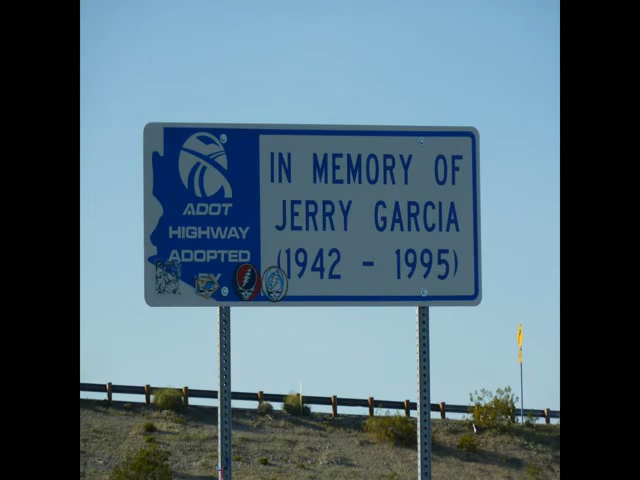 ADOT
HIGHWAY
ADOPTED
BY
IN MEMORY OF
JERRY GARCIA
(1942 - 1995)